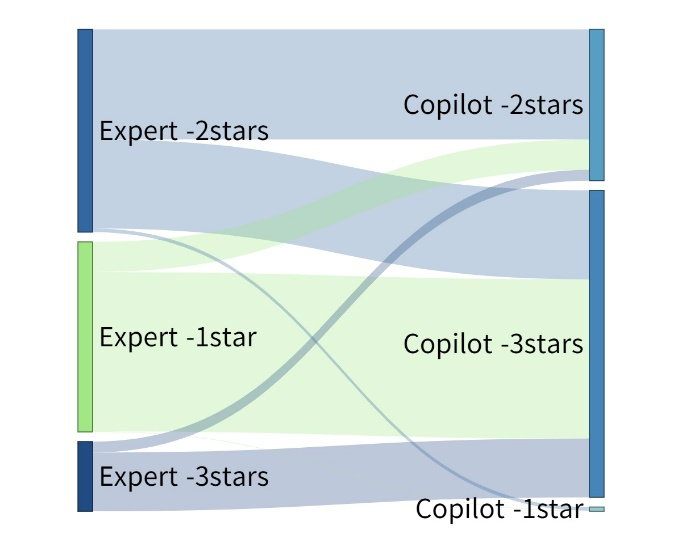 Copilot -2stars
Expert -2stars
Expert -1star
Copilot -3stars
Expert -3stars
Copilot -1star